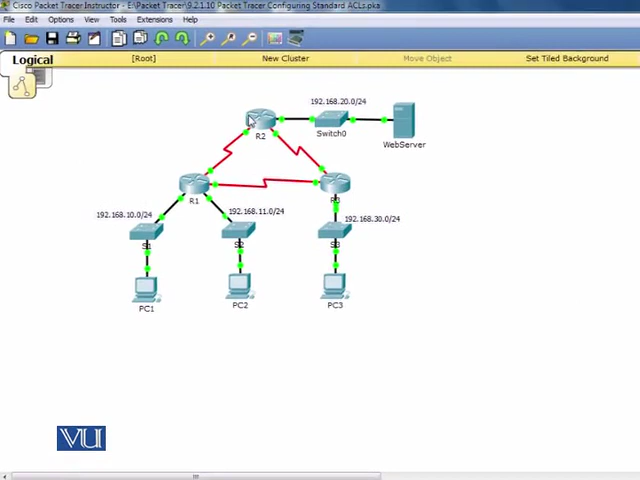 Cisco Packet Tracer Instructor - E:\Packet Tracer\9.2.1.10 Packet Tracer Configuring Standard ACLs.pka
File Edit Options View Tools Extensions Help
Logical [Root] New Cluster Move Object Set Tiled Background
192.168.20.0/24
R2
Switch0
WebServer
R1
R3
192.168.10.0/24
192.168.11.0/24
192.168.30.0/24
S1
S2
S3
PC1
PC2
PC3
VU